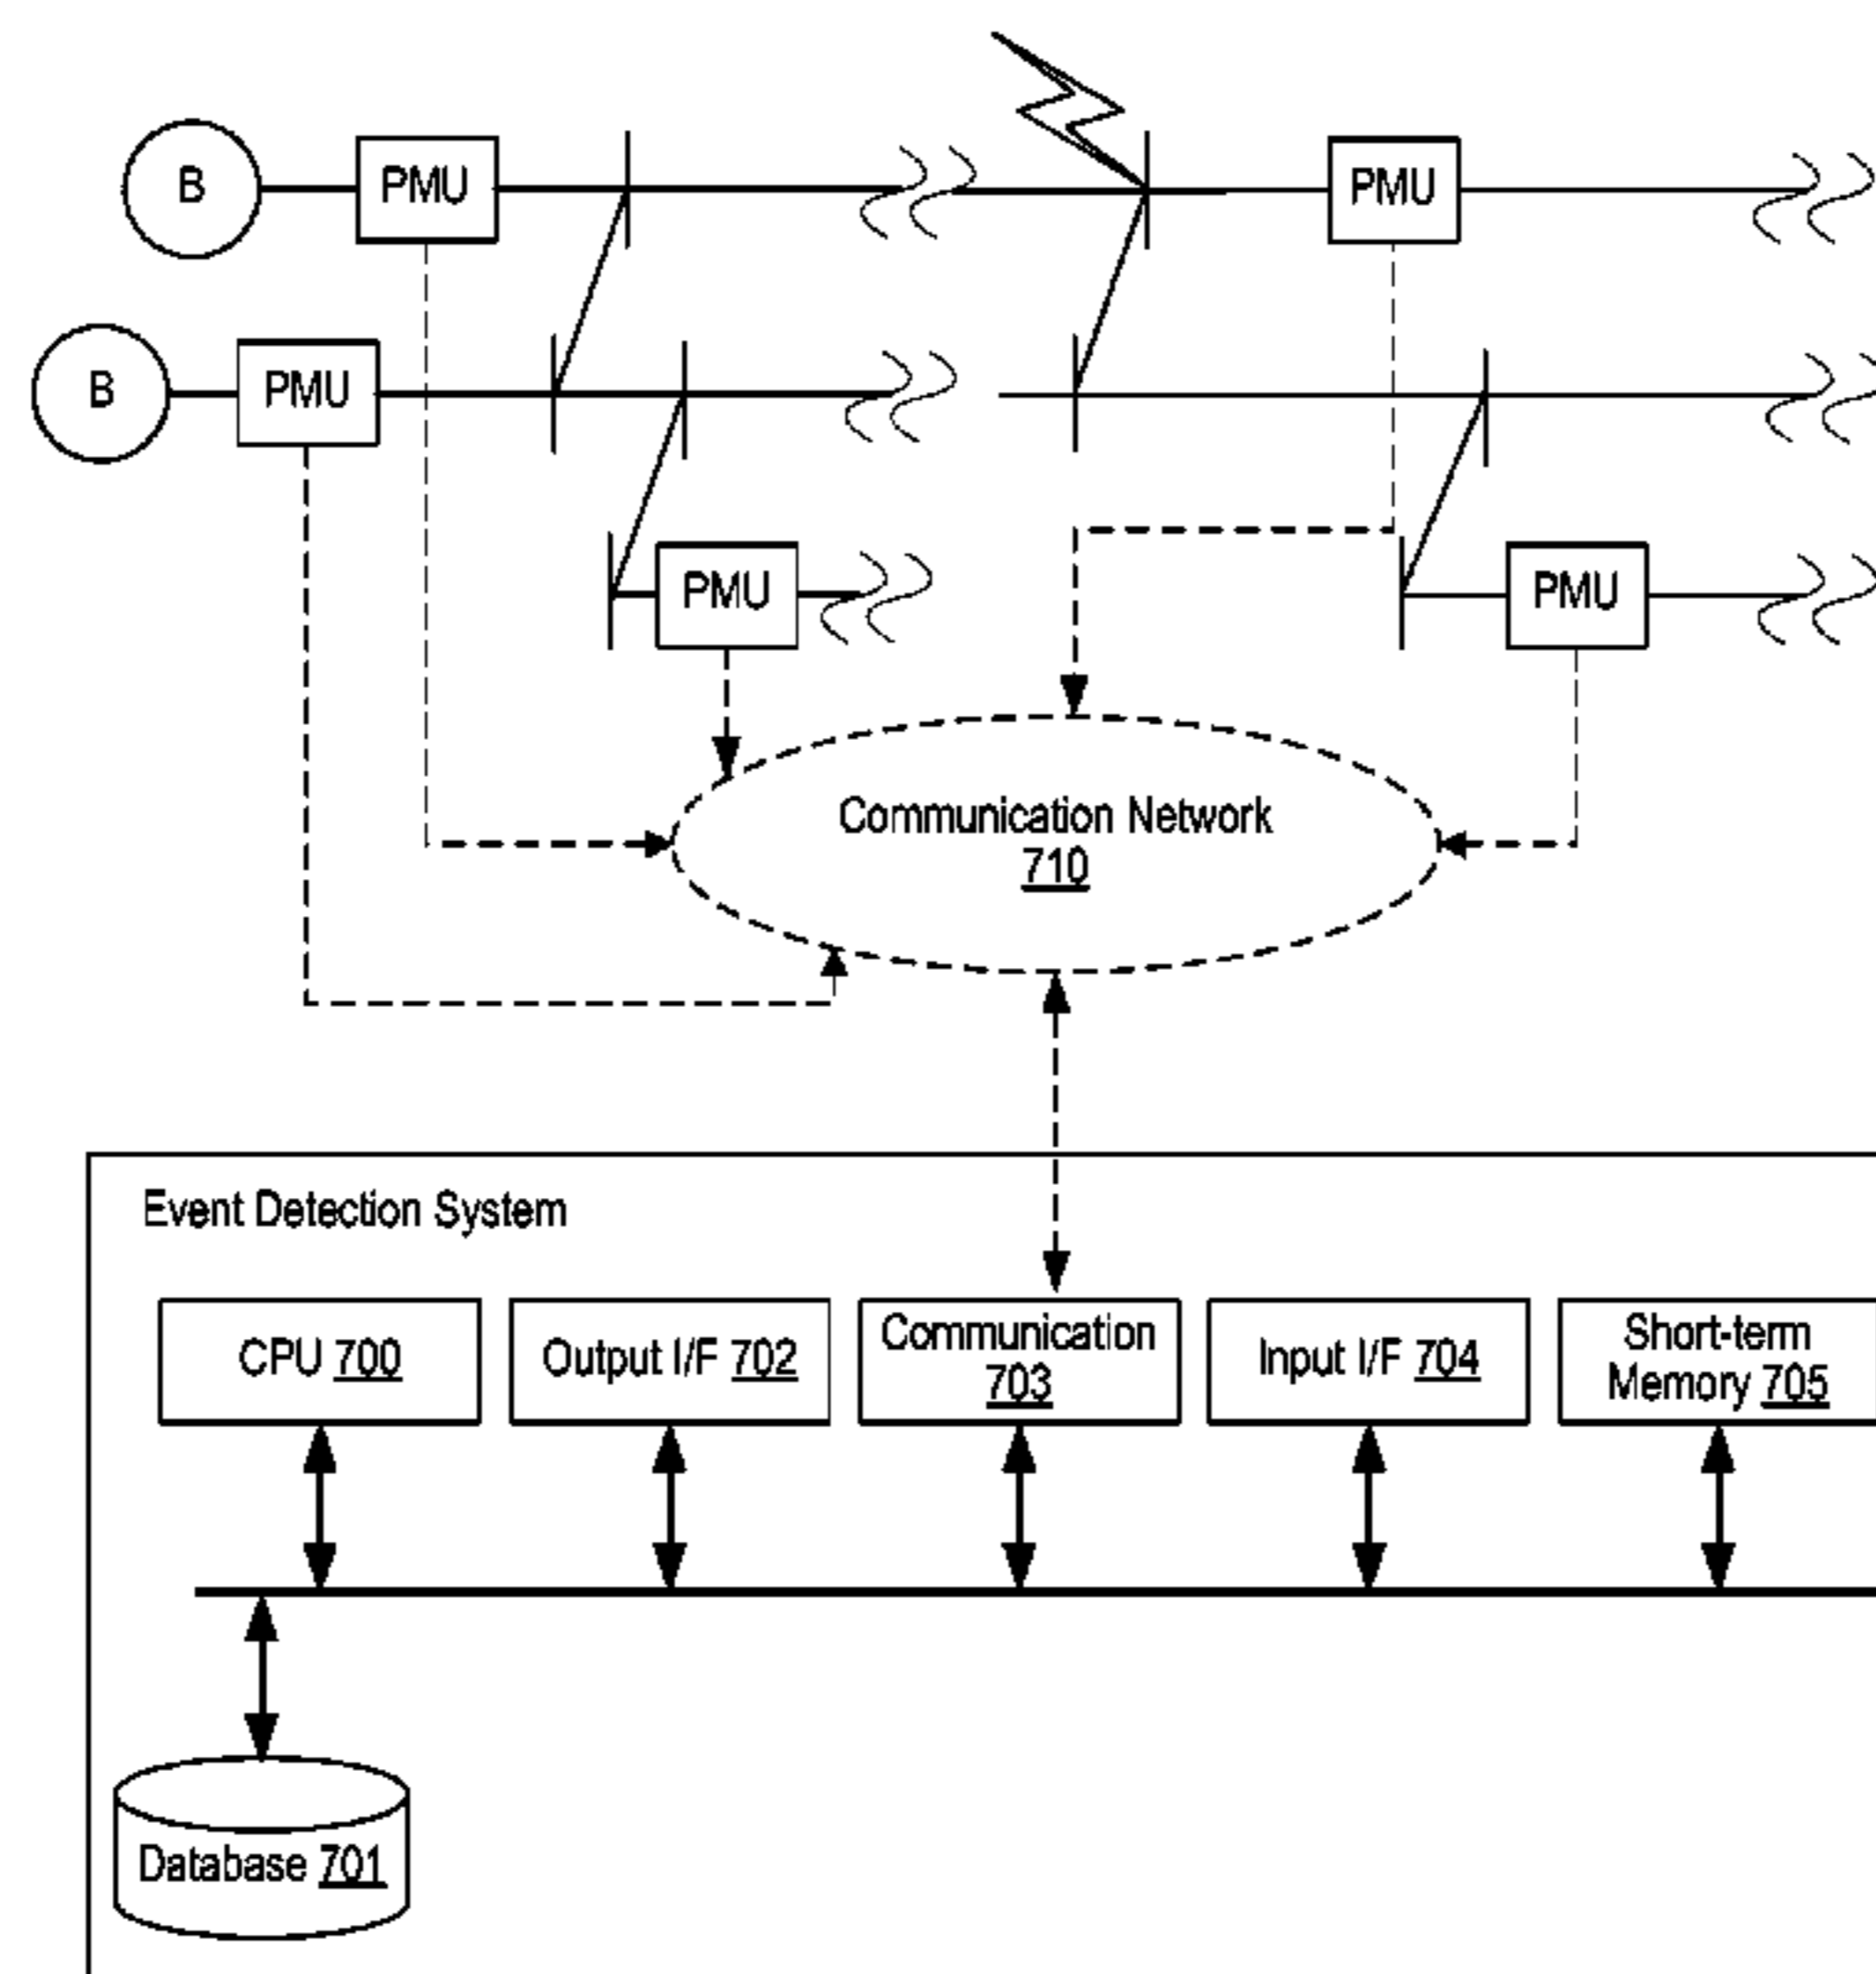 B
PMU
PMU
B
PMU
PMU
PMU
Communication Network
710
Event Detection System
CPU 700
Output I/F 702
Communication
703
Input I/F 704
Short-term
Memory 705
Database 701